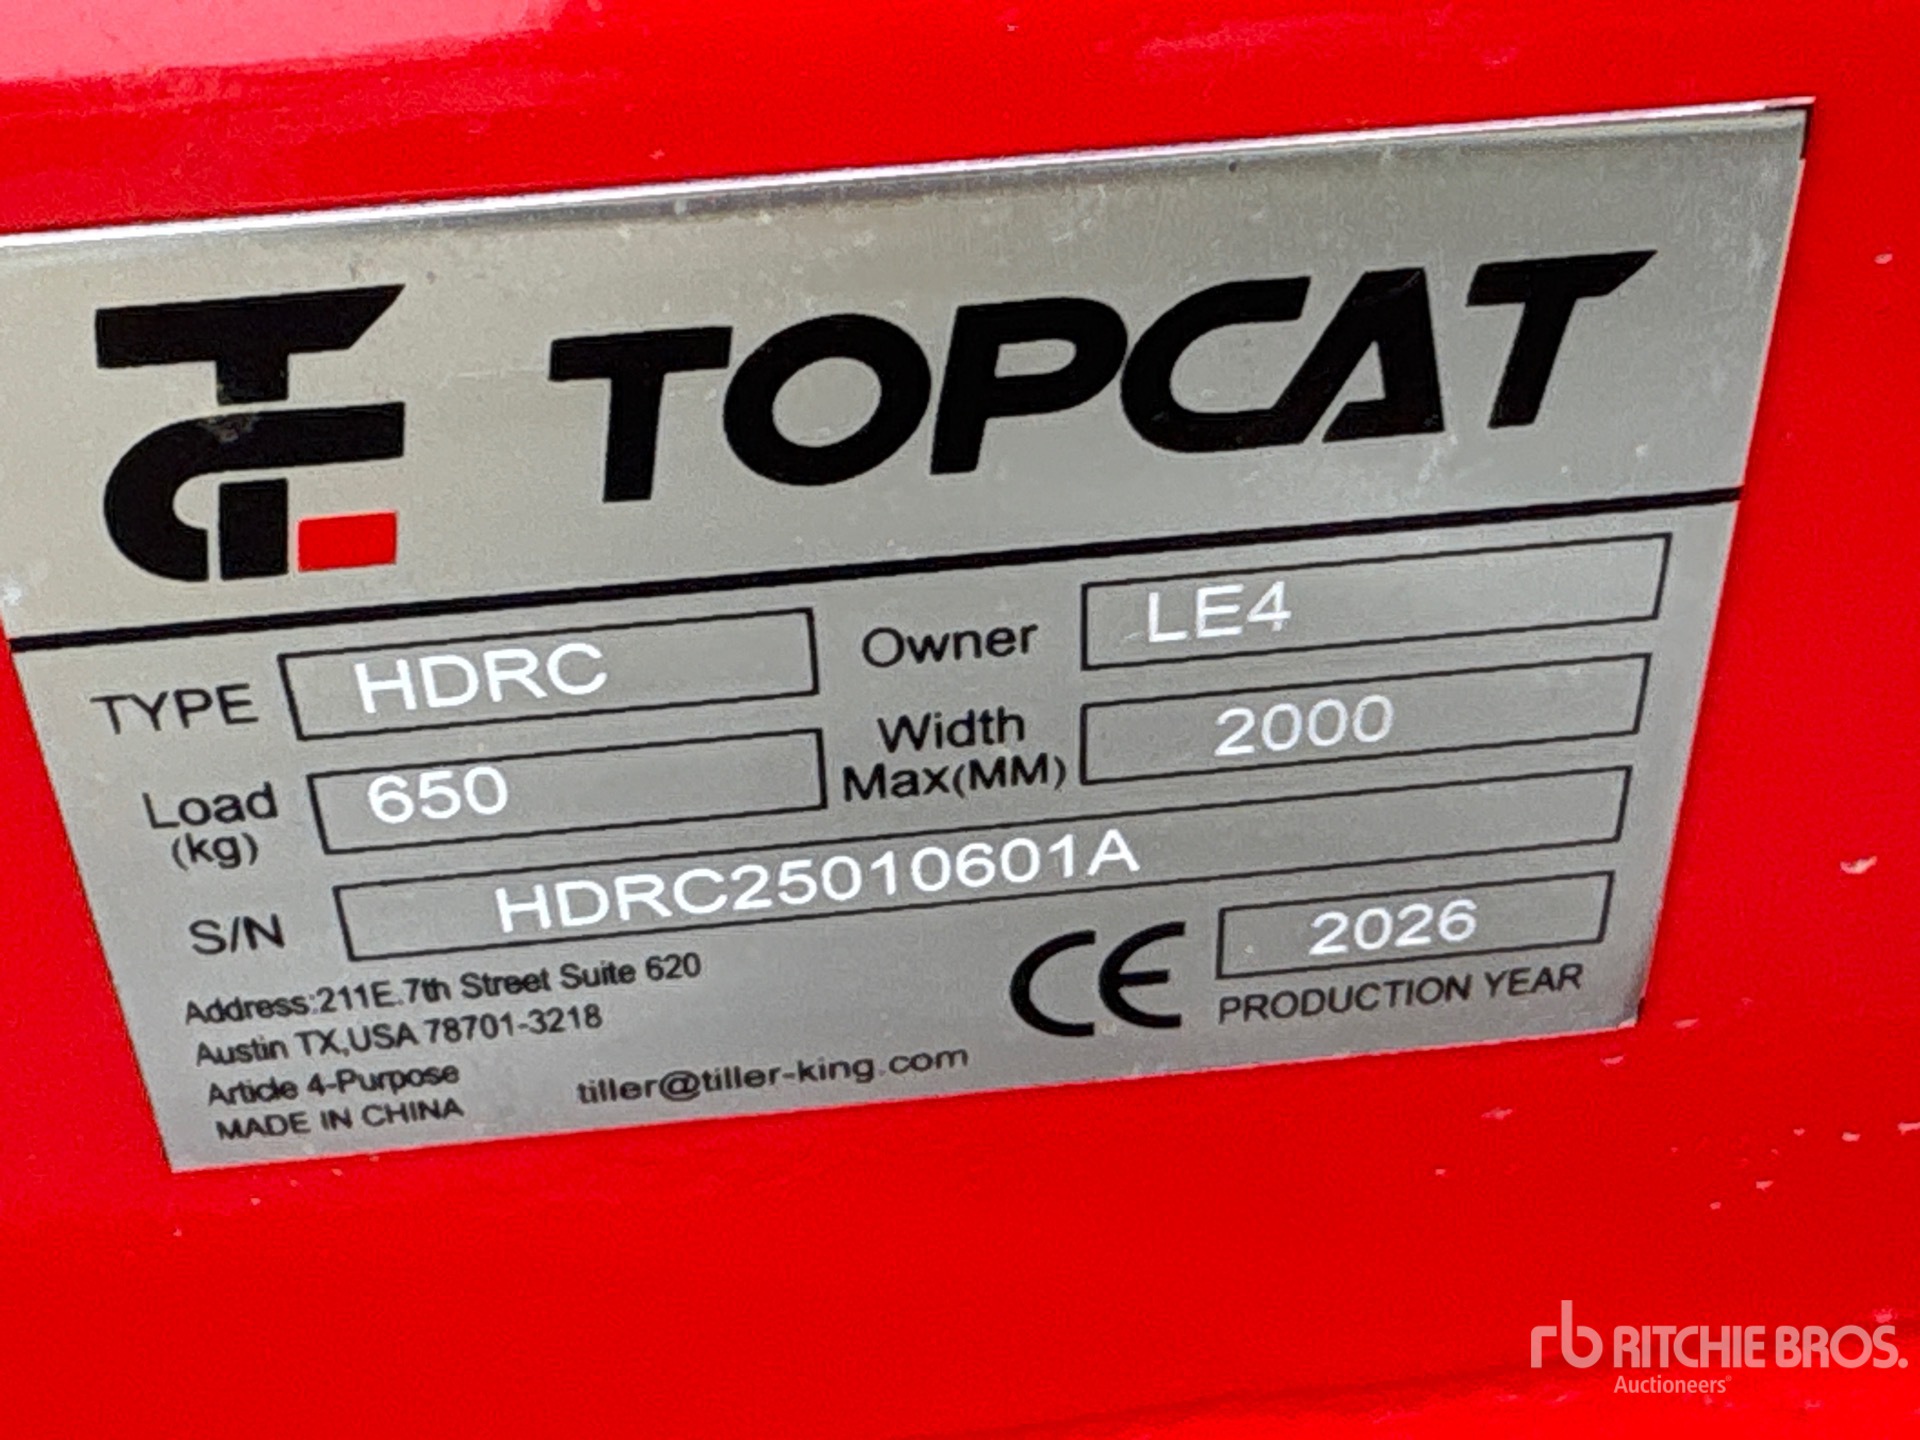 TOPCAT
TYPE HDRC Owner LE4
Load (kg) 650 Width Max(MM) 2000
S/N HDRC25010601A
Address:211E.7th Street Suite 620
Austin TX,USA 78701-3218
Article 4-Purpose
MADE IN CHINA
tiller@tiller-king.com
CE 2026
PRODUCTION YEAR
rb RITCHIE BROS.
Auctioneers